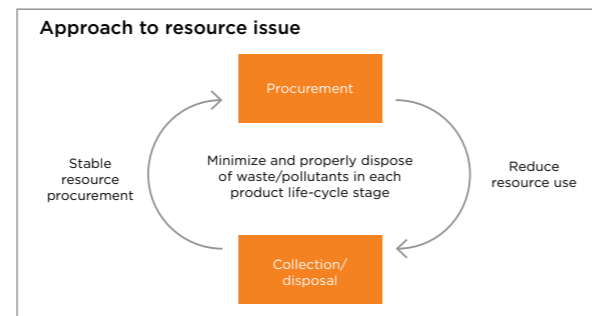 Approach to resource issue
Procurement
Stable
resource
procurement
Minimize and properly dispose
of waste/pollutants in each
product life-cycle stage
Reduce
resource use
Collection/
disposal